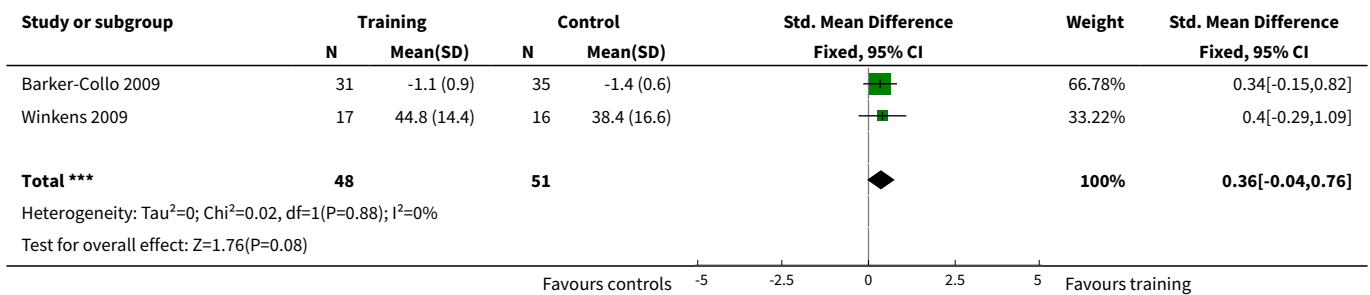 Study or subgroup Training Control Std. Mean Difference Weight Std. Mean Difference
N Mean(SD) N Mean(SD) Fixed, 95% CI Fixed, 95% CI
Barker-Collo 2009 31 -1.1 (0.9) 35 -1.4 (0.6) 66.78% 0.34[-0.15,0.82]
Winkens 2009 17 44.8 (14.4) 16 38.4 (16.6) 33.22% 0.4[-0.29,1.09]
Total *** 48 51 100% 0.36[-0.04,0.76]
Heterogeneity: Tau²=0; Chi²=0.02, df=1(P=0.88); I²=0%
Test for overall effect: Z=1.76(P=0.08)
Favours controls -5 -2.5 0 2.5 5 Favours training